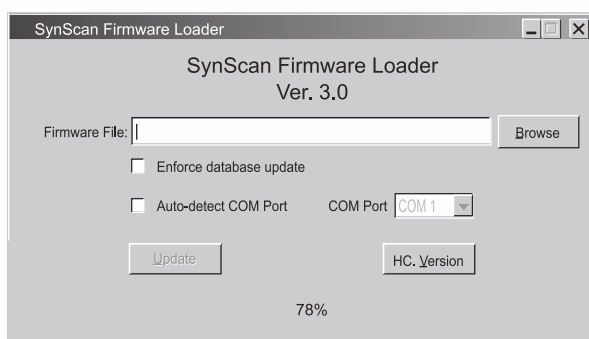 SynScan Firmware Loader
SynScan Firmware Loader
Ver. 3.0
Firmware File:
Browse
Enforce database update
Auto-detect COM Port
COM Port
COM 1
Update
HC. Version
78%